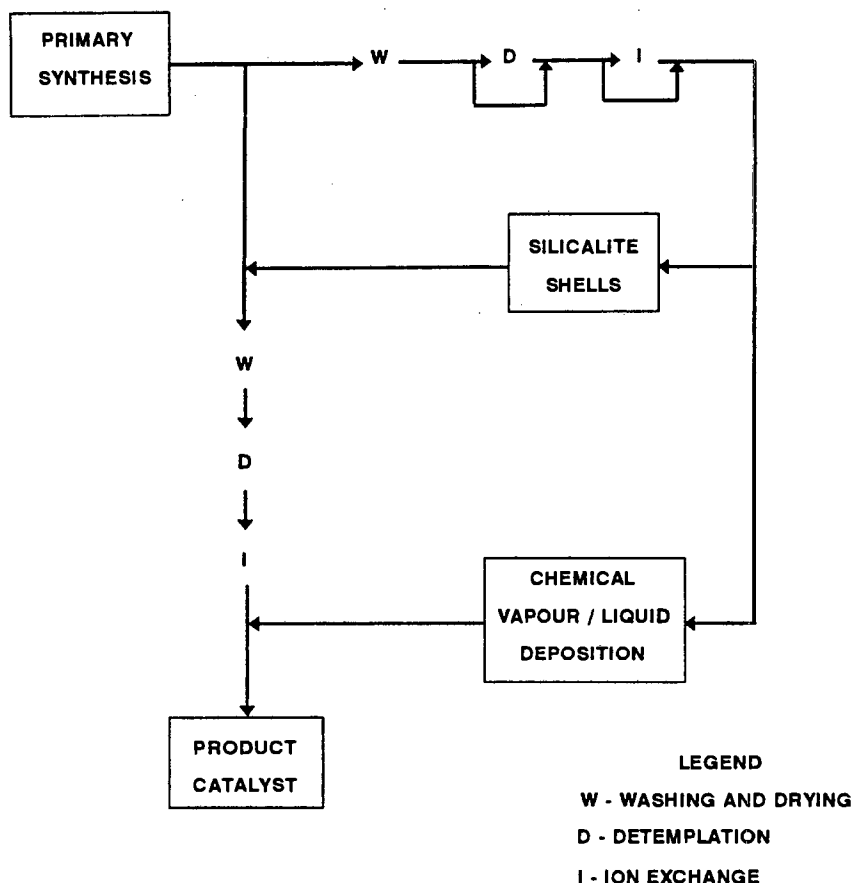 PRIMARY
SYNTHESIS
W
D
I
SILICALITE
SHELLS
W
D
I
CHEMICAL
VAPOUR / LIQUID
DEPOSITION
PRODUCT
CATALYST
LEGEND
W - WASHING AND DRYING
D - DETEMPLATION
I - ION EXCHANGE